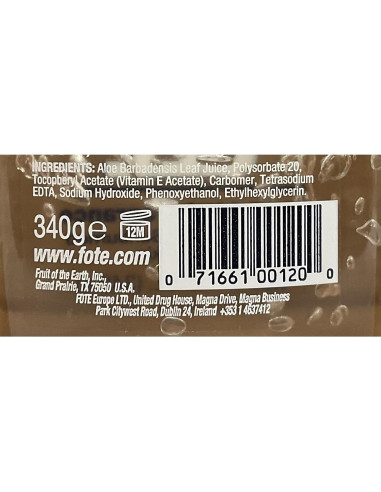 INGREDIENTS: Aloe Barbadensis Leaf Juice, Polysorbate 20,
Tocopheryl Acetate (Vitamin E Acetate), Carbomer, Tetrasodium
EDTA, Sodium Hydroxide, Phenoxyethanol, Ethylhexylglycerin.
340g℮ 12M
www.fote.com
Fruit of the Earth, Inc.,
Grand Prairie, TX 75050 U.S.A.
0 71661 00120 0
FOTE Europe LTD., United Drug House, Magna Drive, Magna Business
Park Citywest Road, Dublin 24, Ireland +353 1 4637412